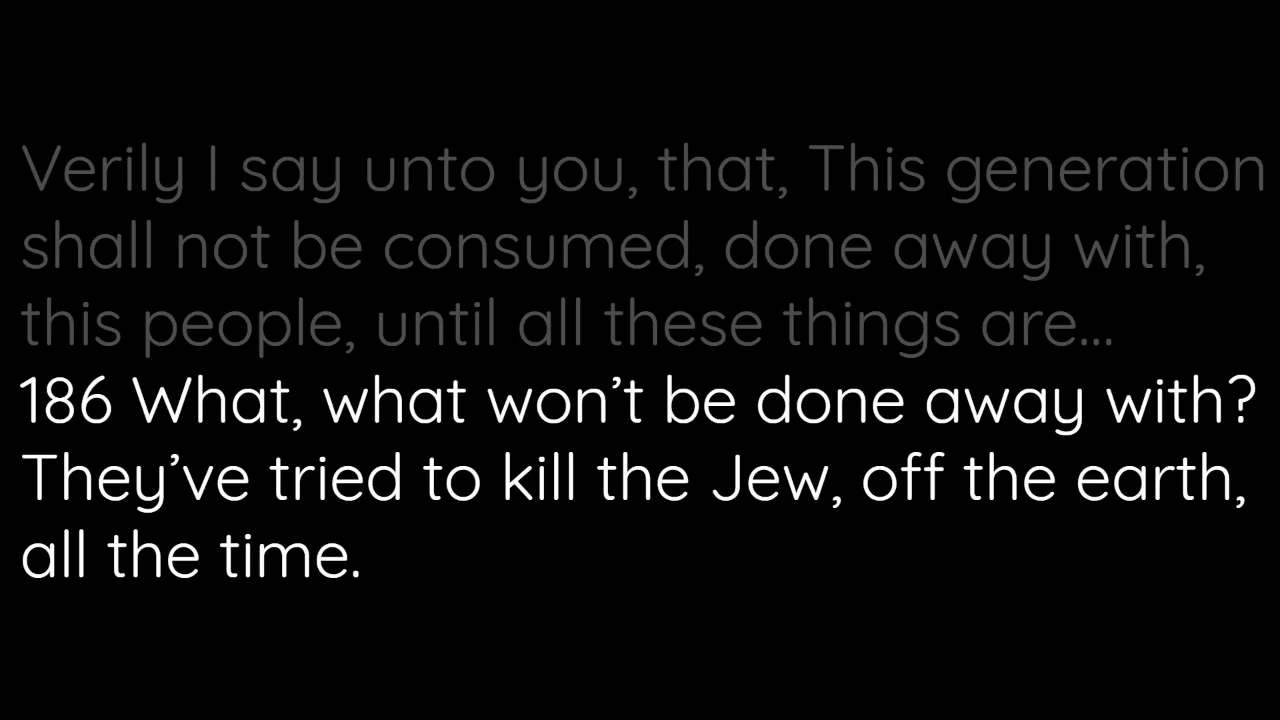 Verily I say unto you, that, This generation
shall not be consumed, done away with,
this people, until all these things are...
186 What, what won’t be done away with?
They’ve tried to kill the Jew, off the earth,
all the time.